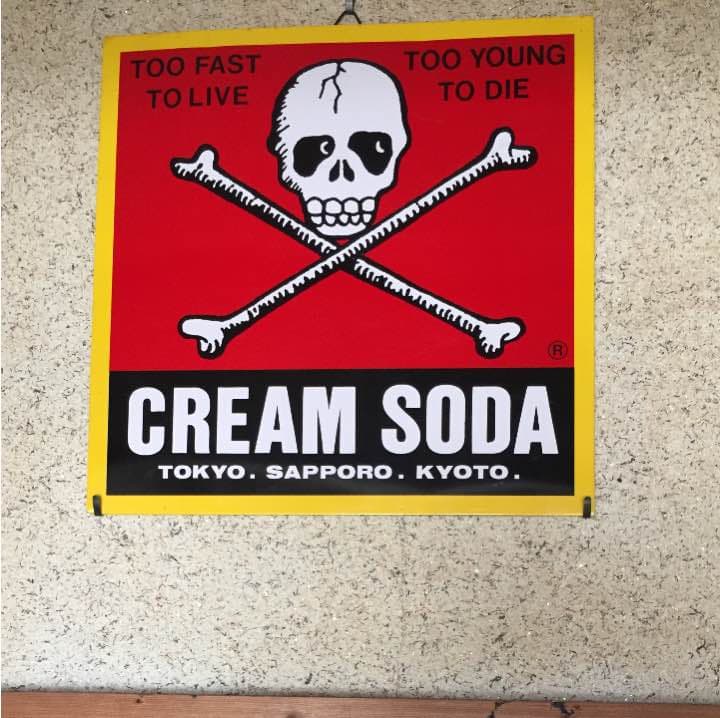 TOO FAST
TO LIVE
TOO YOUNG
TO DIE
®
CREAM SODA
TOKYO. SAPPORO. KYOTO.